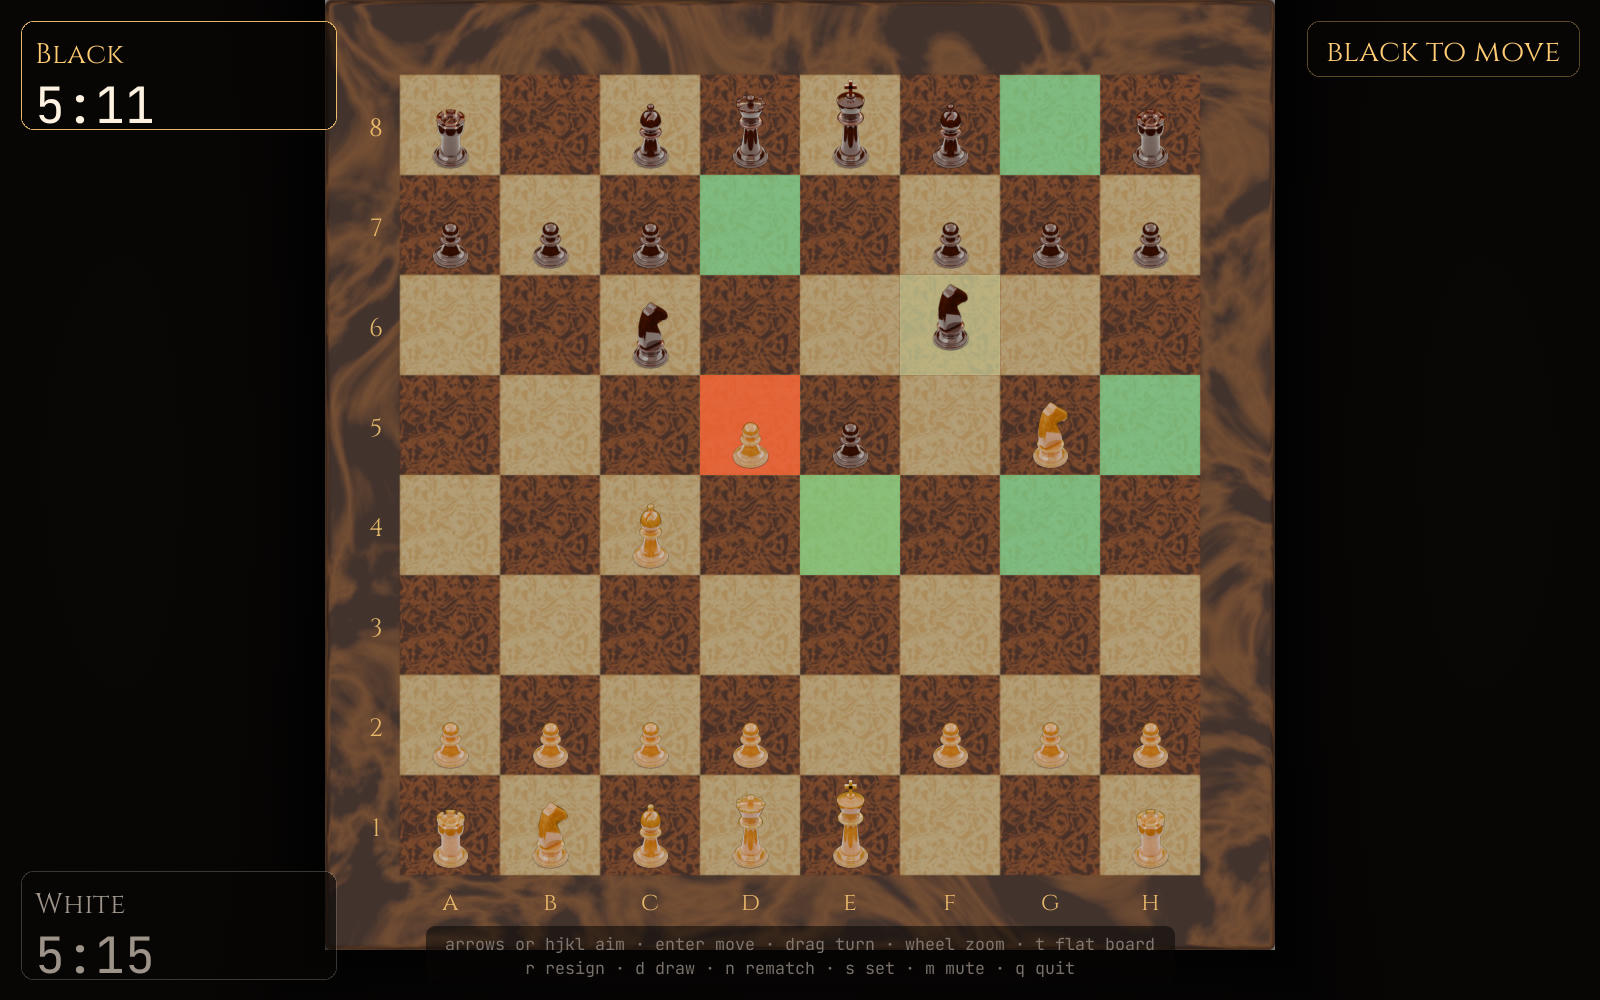 BLACK
5:11
BLACK TO MOVE
8
7
6
5
4
3
2
1
A B C D E F G H
WHITE
5:15
arrows or hjkl aim · enter move · drag turn · wheel zoom · t flat board
r resign · d draw · n rematch · s set · m mute · q quit